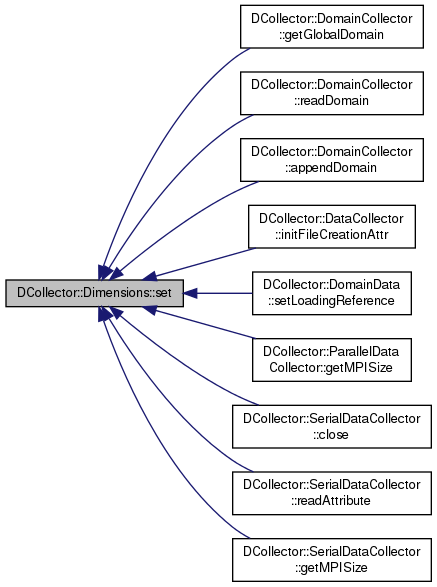 DCollector::DomainCollector
::getGlobalDomain
DCollector::DomainCollector
::readDomain
DCollector::DomainCollector
::appendDomain
DCollector::DataCollector
::initFileCreationAttr
DCollector::Dimensions::set
DCollector::DomainData
::setLoadingReference
DCollector::ParallelData
Collector::getMPISize
DCollector::SerialDataCollector
::close
DCollector::SerialDataCollector
::readAttribute
DCollector::SerialDataCollector
::getMPISize